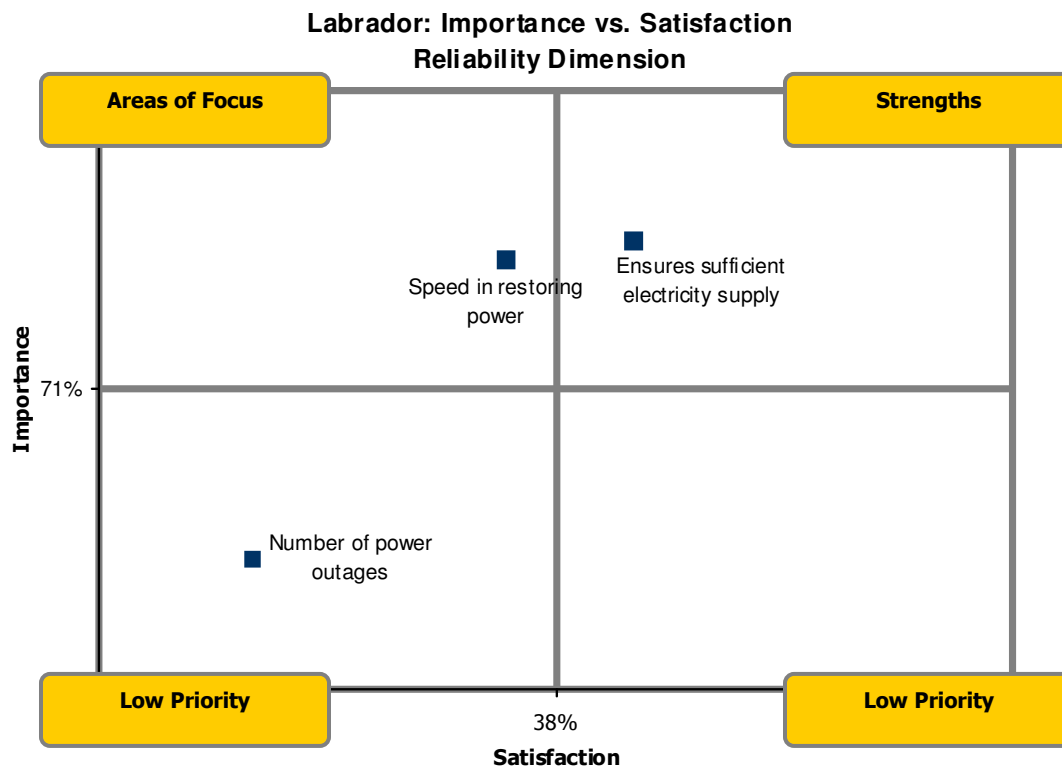 Labrador: Importance vs. Satisfaction
Reliability Dimension
Areas of Focus
Strengths
Speed in restoring
power
Ensures sufficient
electricity supply
Importance
71%
Number of power
outages
Low Priority
Low Priority
38%
Satisfaction